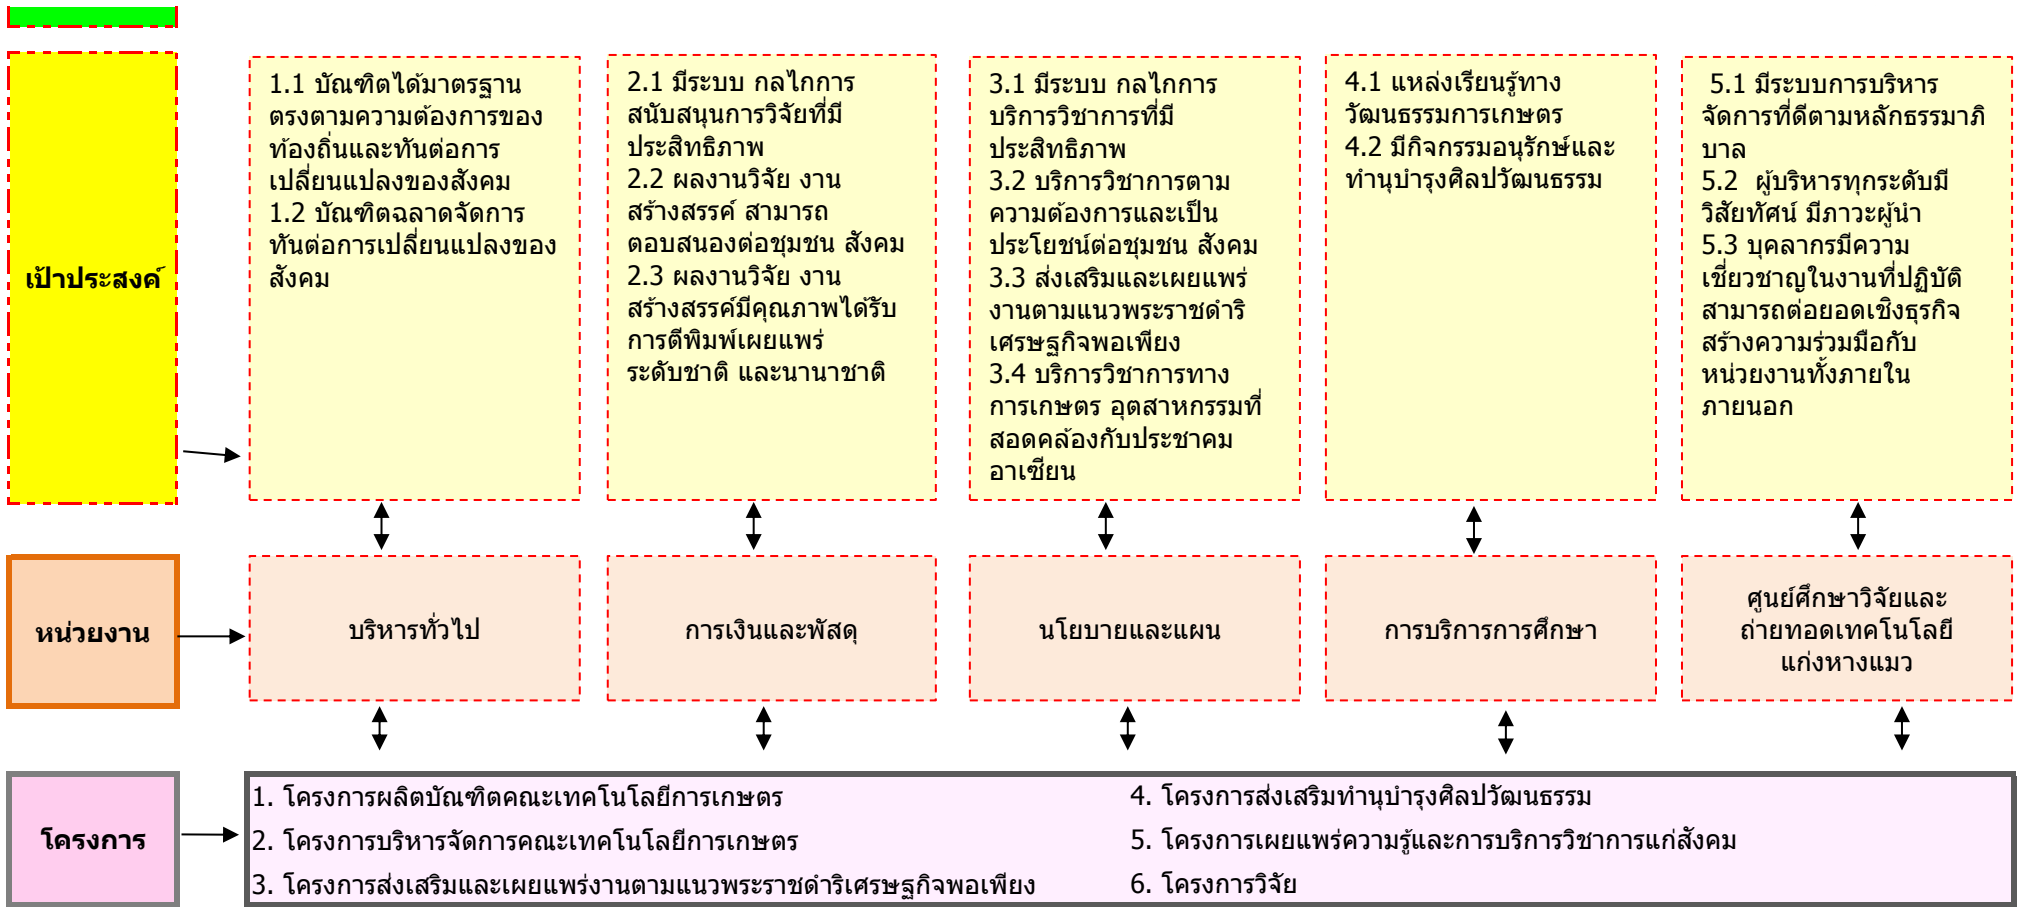 เป้าประสงค์
1.1 บัณฑิตได้มาตรฐาน
ตรงตามความต้องการของ
ท้องถิ่นและทันต่อการ
เปลี่ยนแปลงของสังคม
1.2 บัณฑิตฉลาดจัดการ
ทันต่อการเปลี่ยนแปลงของ
สังคม
2.1 มีระบบ กลไกการ
สนับสนุนการวิจัยที่มี
ประสิทธิภาพ
2.2 ผลงานวิจัย งาน
สร้างสรรค์ สามารถ
ตอบสนองต่อชุมชน สังคม
2.3 ผลงานวิจัย งาน
สร้างสรรค์มีคุณภาพได้รับ
การตีพิมพ์เผยแพร่
ระดับชาติ และนานาชาติ
3.1 มีระบบ กลไกการ
บริการวิชาการที่มี
ประสิทธิภาพ
3.2 บริการวิชาการตาม
ความต้องการและเป็น
ประโยชน์ต่อชุมชน สังคม
3.3 ส่งเสริมและเผยแพร่
งานตามแนวพระราชดำริ
เศรษฐกิจพอเพียง
3.4 บริการวิชาการทาง
การเกษตร อุตสาหกรรมที่
สอดคล้องกับประชาคม
อาเซียน
4.1 แหล่งเรียนรู้ทาง
วัฒนธรรมการเกษตร
4.2 มีกิจกรรมอนุรักษ์และ
ทำนุบำรุงศิลปวัฒนธรรม
5.1 มีระบบการบริหาร
จัดการที่ดีตามหลักธรรมาภิ
บาล
5.2 ผู้บริหารทุกระดับมี
วิสัยทัศน์ มีภาวะผู้นำ
5.3 บุคลากรมีความ
เชี่ยวชาญในงานที่ปฏิบัติ
สามารถต่อยอดเชิงธุรกิจ
สร้างความร่วมมือกับ
หน่วยงานทั้งภายใน
ภายนอก
หน่วยงาน
บริหารทั่วไป
การเงินและพัสดุ
นโยบายและแผน
การบริการการศึกษา
ศูนย์ศึกษาวิจัยและ
ถ่ายทอดเทคโนโลยี
แก่งหางแมว
โครงการ
1. โครงการผลิตบัณฑิตคณะเทคโนโลยีการเกษตร
2. โครงการบริหารจัดการคณะเทคโนโลยีการเกษตร
3. โครงการส่งเสริมและเผยแพร่งานตามแนวพระราชดำริเศรษฐกิจพอเพียง
4. โครงการส่งเสริมทำนุบำรุงศิลปวัฒนธรรม
5. โครงการเผยแพร่ความรู้และการบริการวิชาการแก่สังคม
6. โครงการวิจัย